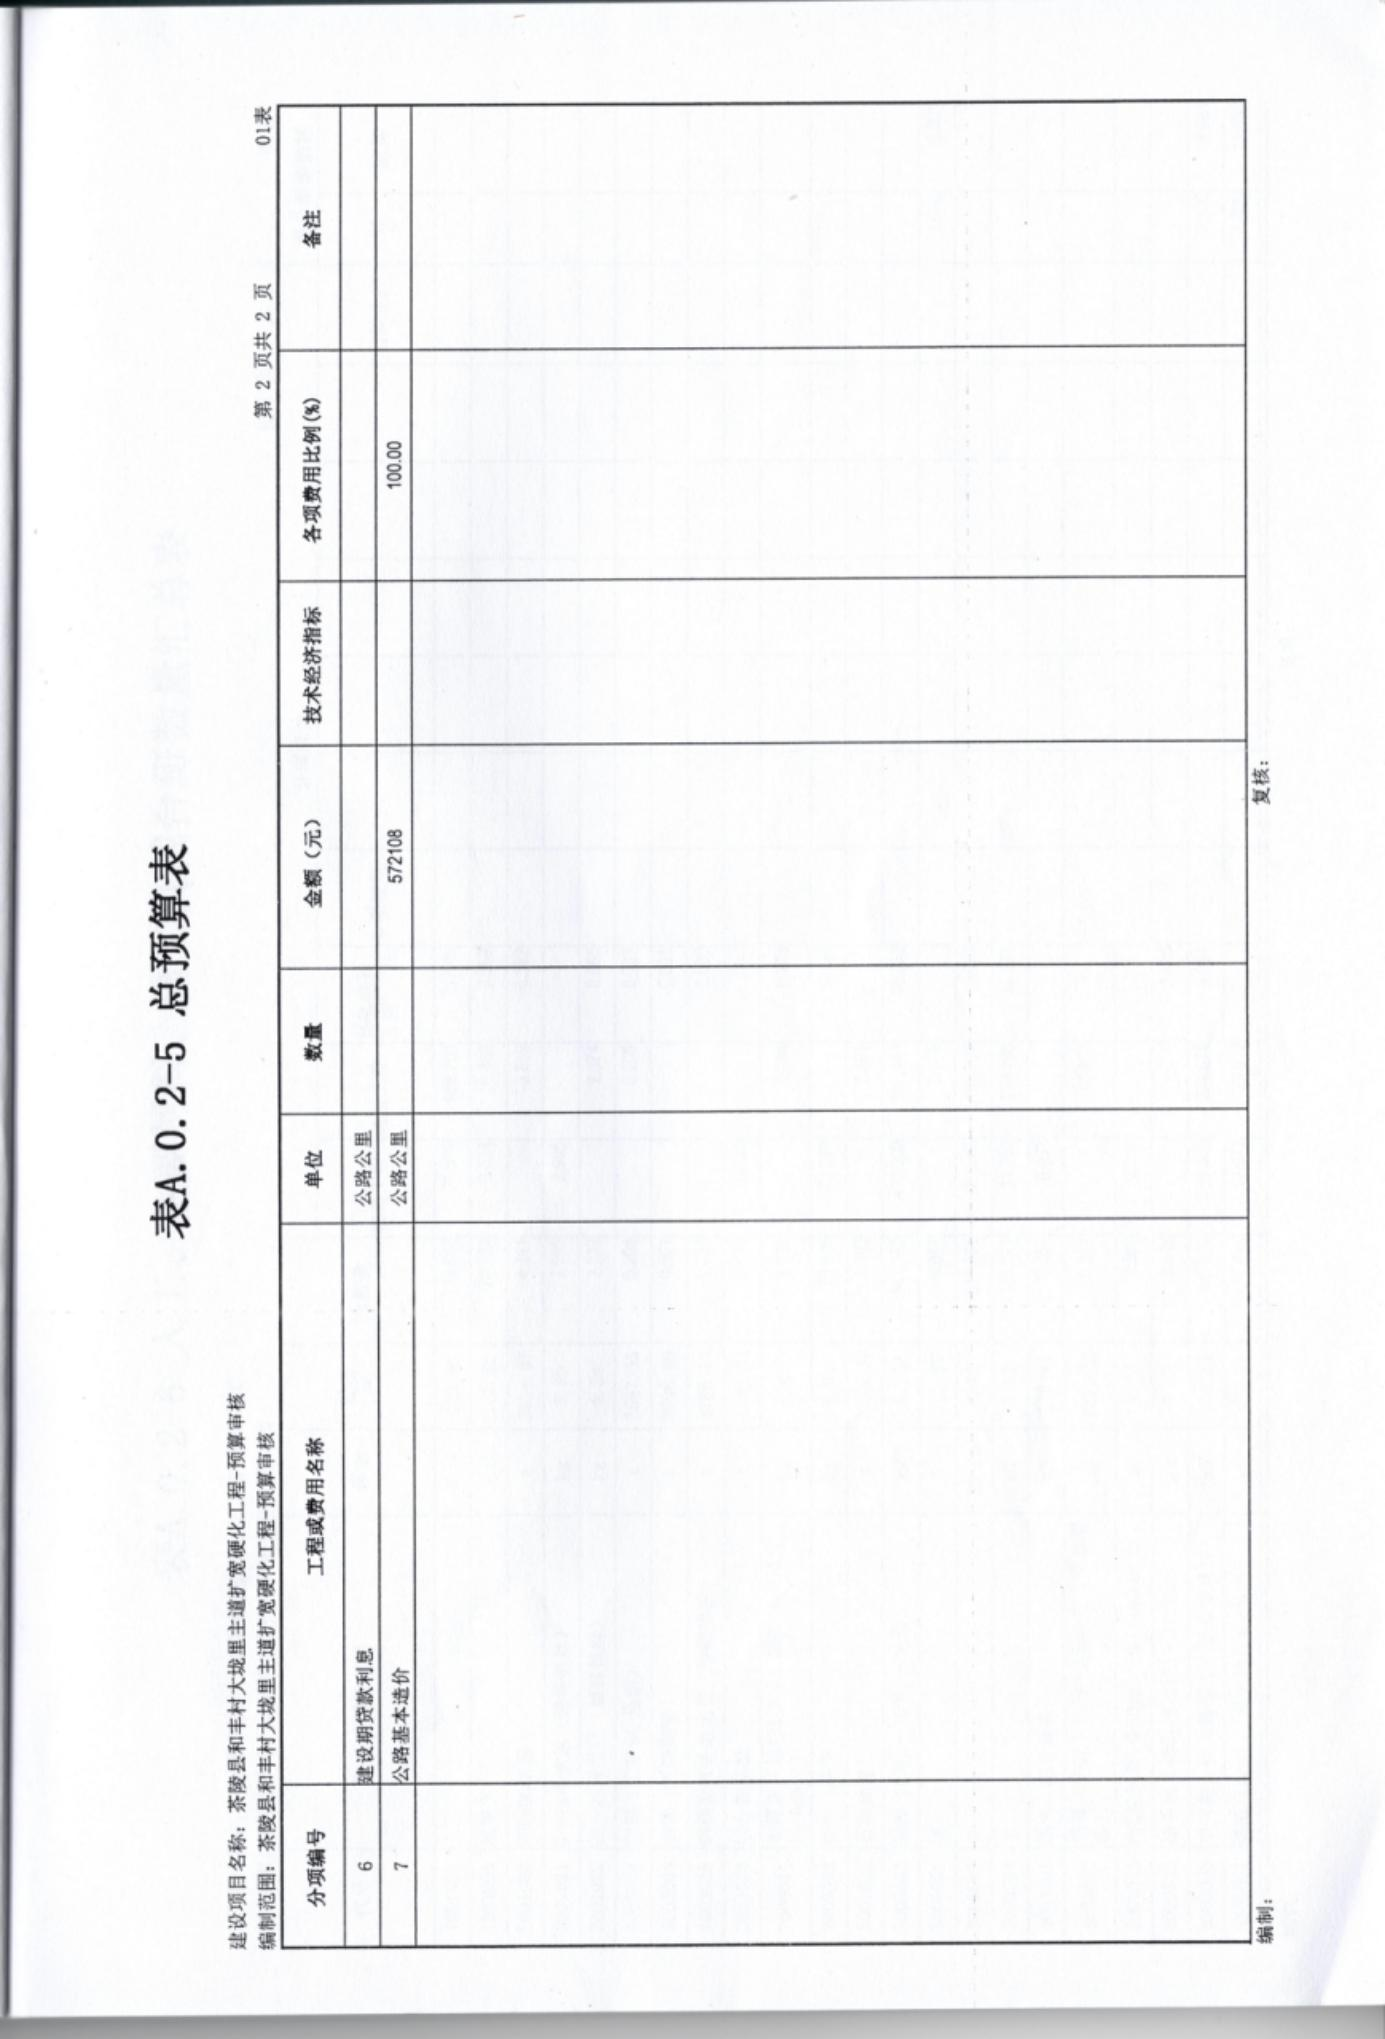 表A.0.2-5 总预算表
建设项目名称：茶陵县和丰村大垅里主道扩宽硬化工程-预算审核
编制范围：茶陵县和丰村大垅里主道扩宽硬化工程-预算审核 第 2 页共 2 页 01表
分项编号 工程或费用名称 单位 数量 金额（元） 技术经济指标 各项费用比例(%) 备注
6 建设期贷款利息 公路公里
7 公路基本造价 公路公里 572108 100.00
编制： 复核：